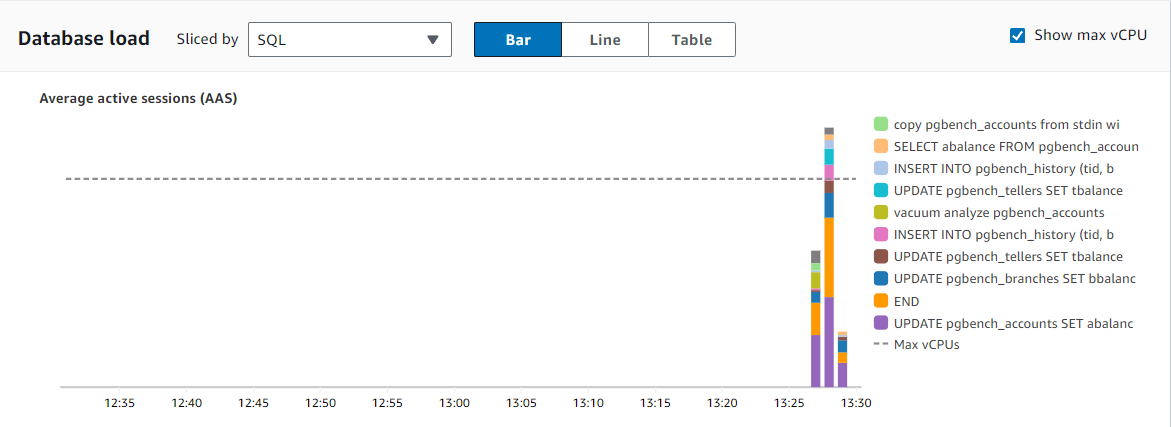 Database load
Sliced by
SQL
Bar
Line
Table
Show max vCPU
Average active sessions (AAS)
copy pgbench_accounts from stdin wi
SELECT abalance FROM pgbench_accoun
INSERT INTO pgbench_history (tid, b
UPDATE pgbench_tellers SET tbalance
vacuum analyze pgbench_accounts
INSERT INTO pgbench_history (tid, b
UPDATE pgbench_tellers SET tbalance
UPDATE pgbench_branches SET bbalanc
END
UPDATE pgbench_accounts SET abalanc
Max vCPUs
12:35 12:40 12:45 12:50 12:55 13:00 13:05 13:10 13:15 13:20 13:25 13:30